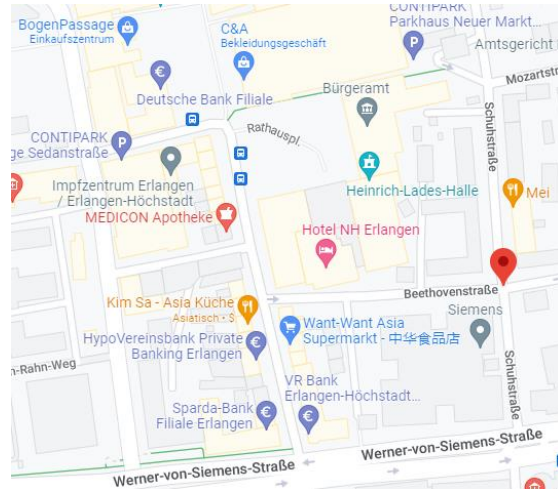 CONTIPARK
Parkhaus Neuer Markt...
BogenPassage
Einkaufszentrum
C&A
Bekleidungsgeschäft
Amtsgericht
Mozartst
Deutsche Bank Filiale
Bürgeramt
Schuhstraße
CONTIPARK
ge Sedanstraße
Rathauspl.
Impfzentrum Erlangen
/ Erlangen-Höchstadt
Heinrich-Lades-Halle
Mei
MEDICON Apotheke
Hotel NH Erlangen
Beethovenstraße
Kim Sa - Asia Küche
Asiatisch · $
Siemens
HypoVereinsbank Private
Banking Erlangen
Want-Want Asia
Supermarkt - 中华食品店
n-Rahn-Weg
Schuhstraße
VR Bank
Erlangen-Höchstadt...
Sparda-Bank
Filiale Erlangen
Werner-von-Siemens-Straße
Werner-von-Siemens-Straße